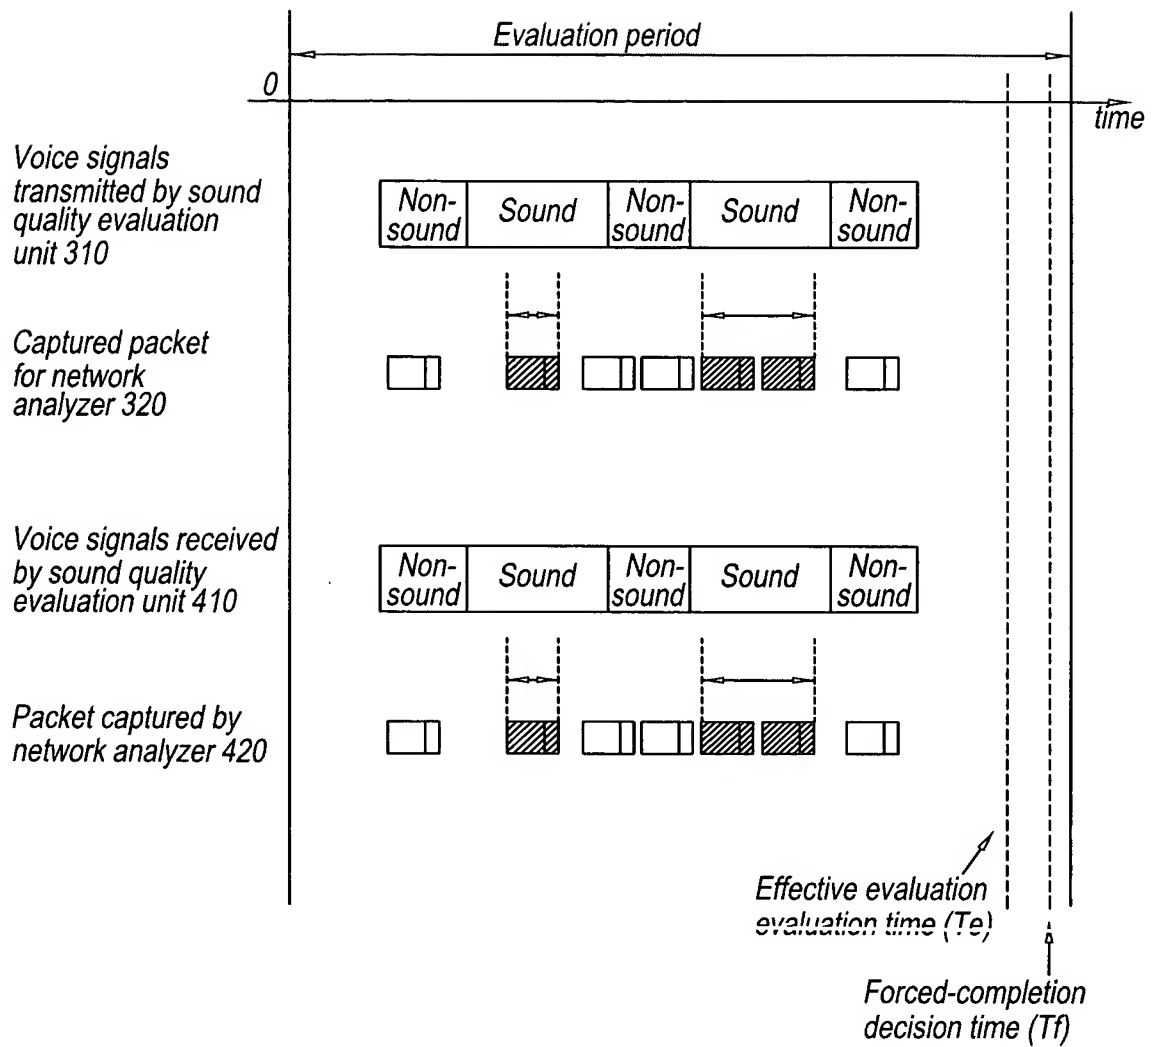 Evaluation period
0
time
Voice signals
transmitted by sound
quality evaluation
unit 310
Non-
sound
Sound
Non-
sound
Sound
Non-
sound
Captured packet
for network
analyzer 320
Voice signals received
by sound quality
evaluation unit 410
Non-
sound
Sound
Non-
sound
Sound
Non-
sound
Packet captured by
network analyzer 420
Effective evaluation
evaluation time (Te)
Forced-completion
decision time (Tf)